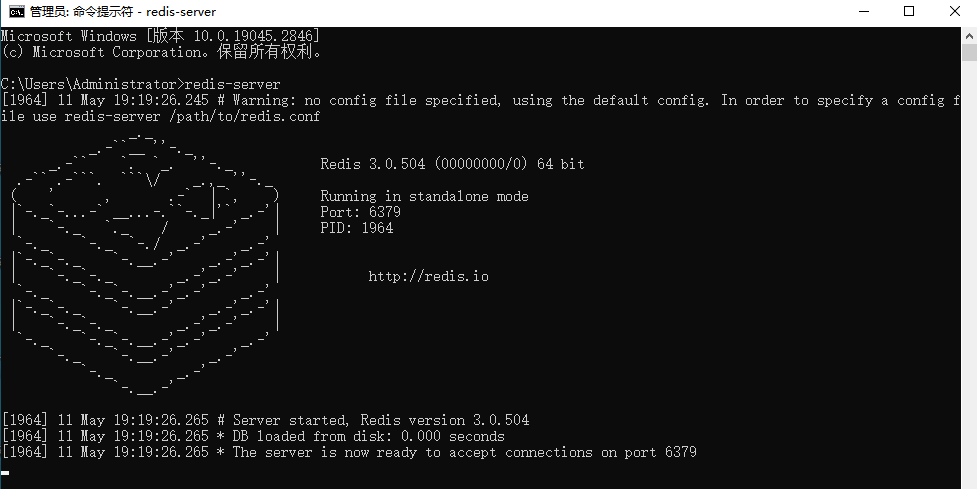 管理员: 命令提示符 - redis-server
Microsoft Windows [版本 10.0.19045.2846]
(c) Microsoft Corporation。保留所有权利。
C:\Users\Administrator>redis-server
[1964] 11 May 19:19:26.245 # Warning: no config file specified, using the default config. In order to specify a config f
ile use redis-server /path/to/redis.conf
Redis 3.0.504 (00000000/0) 64 bit
Running in standalone mode
Port: 6379
PID: 1964
http://redis.io
[1964] 11 May 19:19:26.265 # Server started, Redis version 3.0.504
[1964] 11 May 19:19:26.265 * DB loaded from disk: 0.000 seconds
[1964] 11 May 19:19:26.265 * The server is now ready to accept connections on port 6379